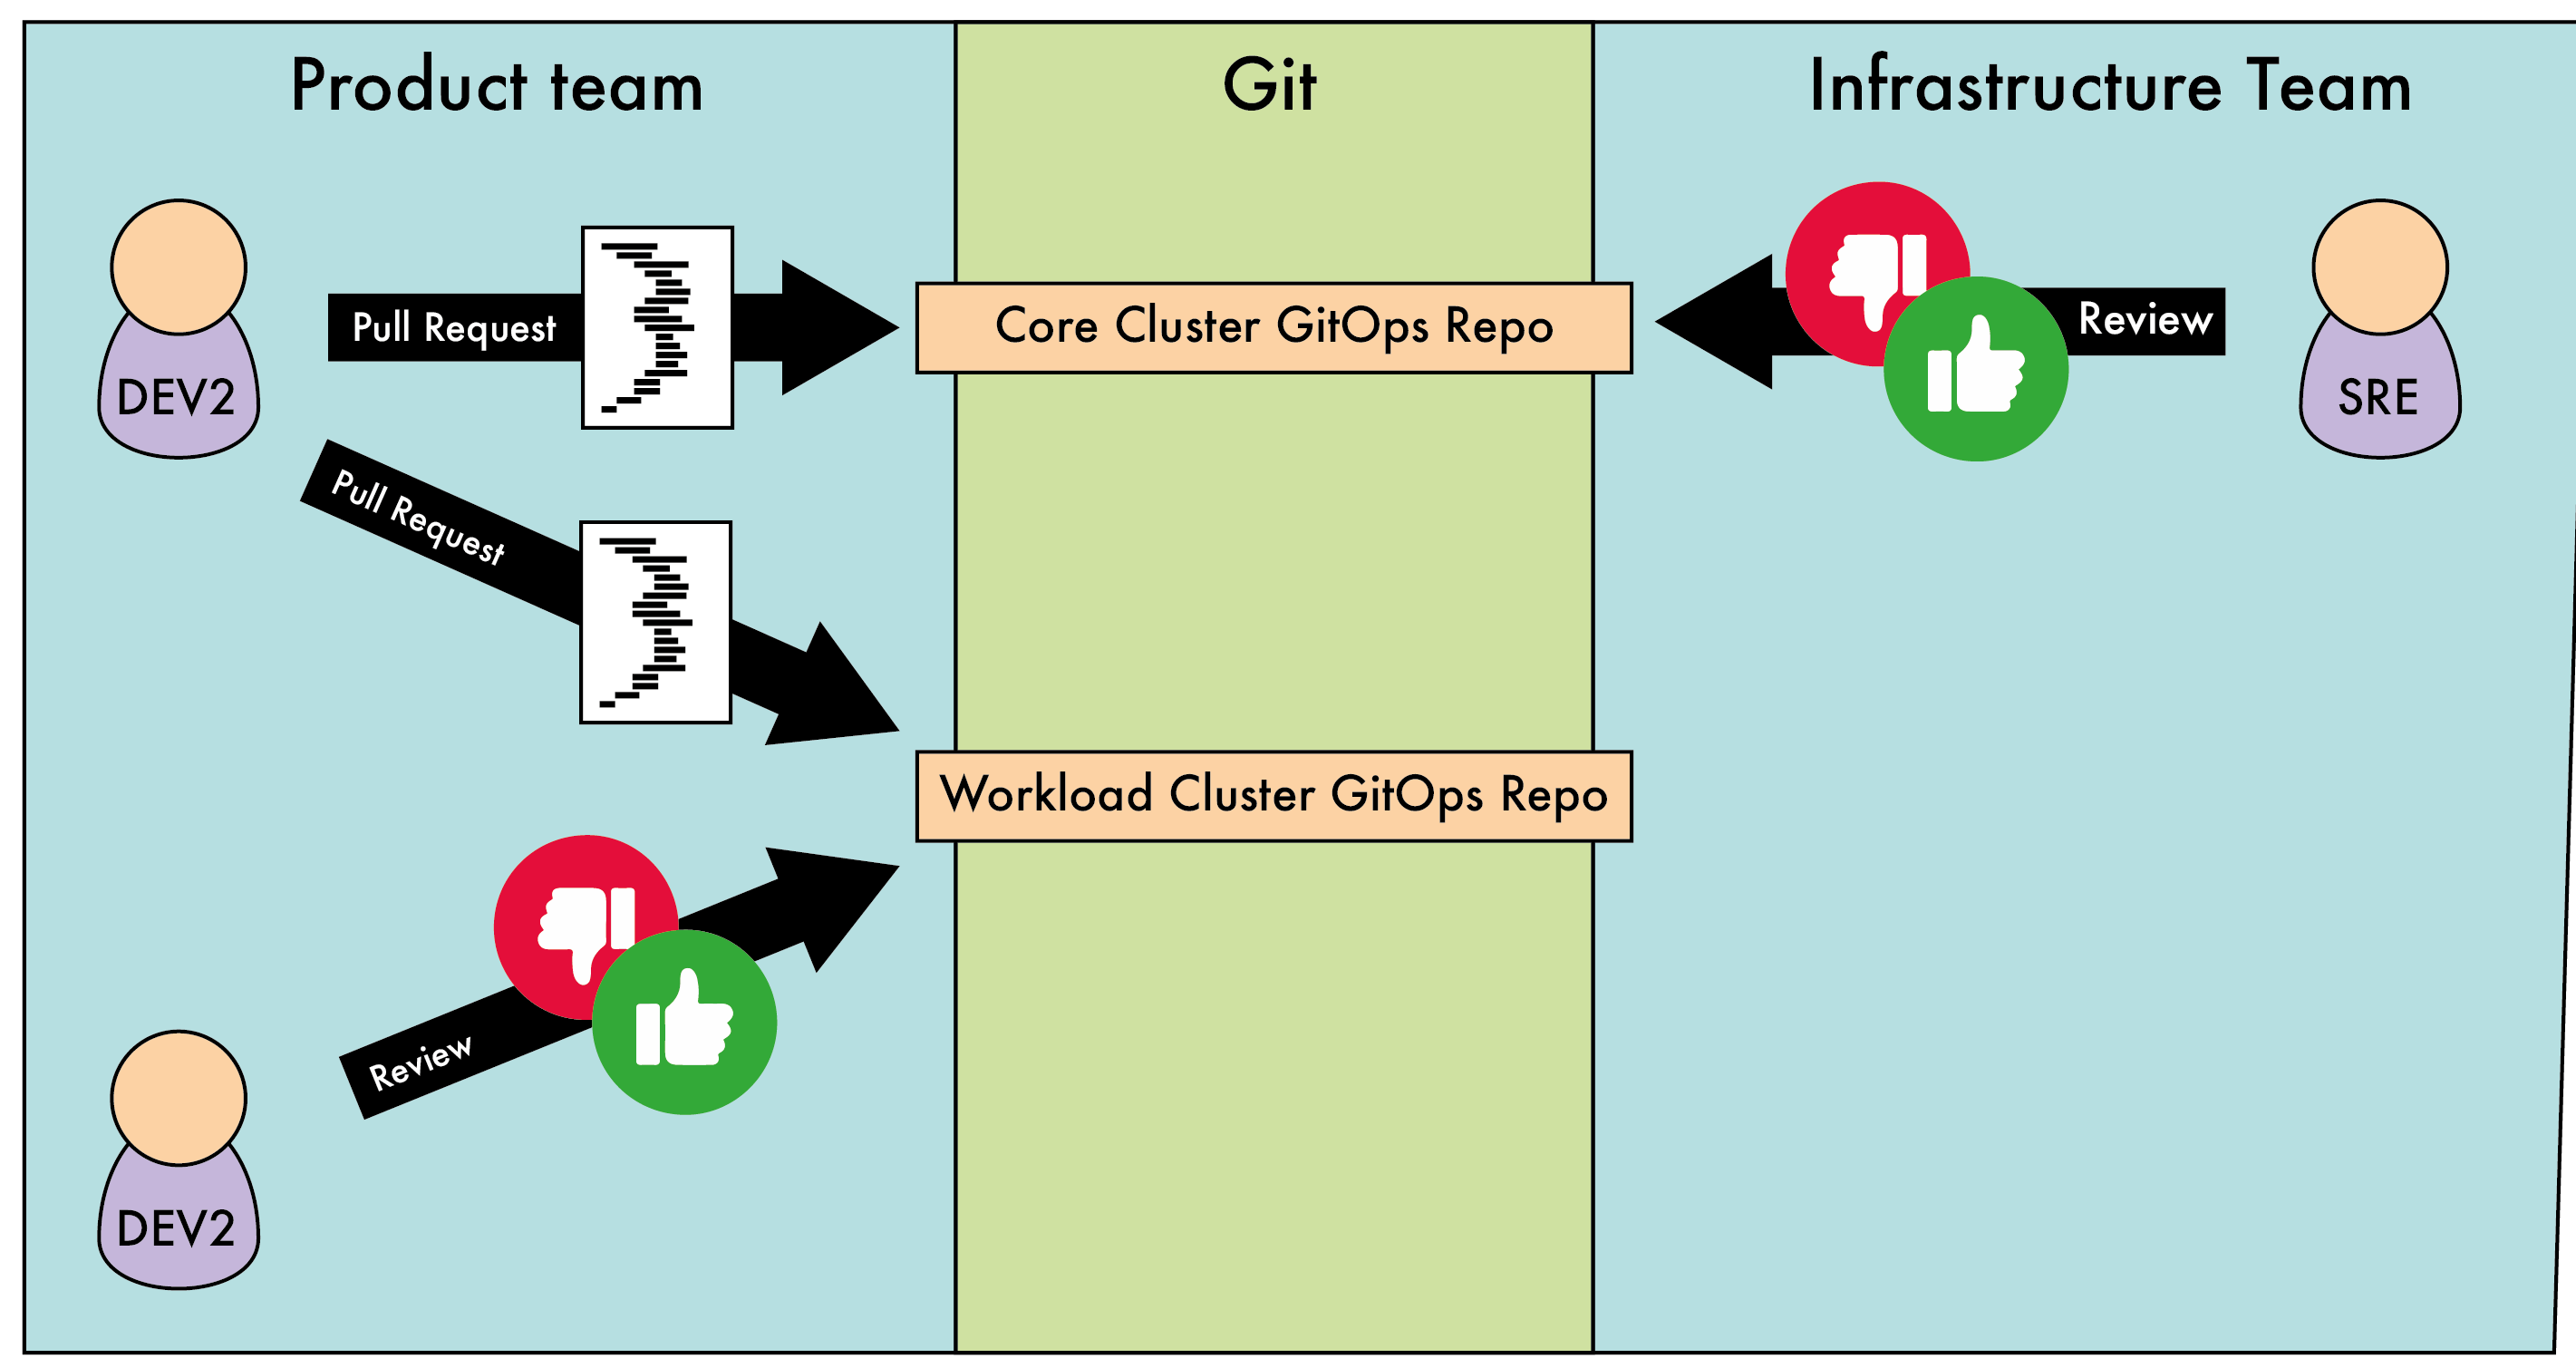 Product team
Git
Infrastructure Team
DEV2
Pull Request
Core Cluster GitOps Repo
Review
SRE
Pull Request
Workload Cluster GitOps Repo
Review
DEV2